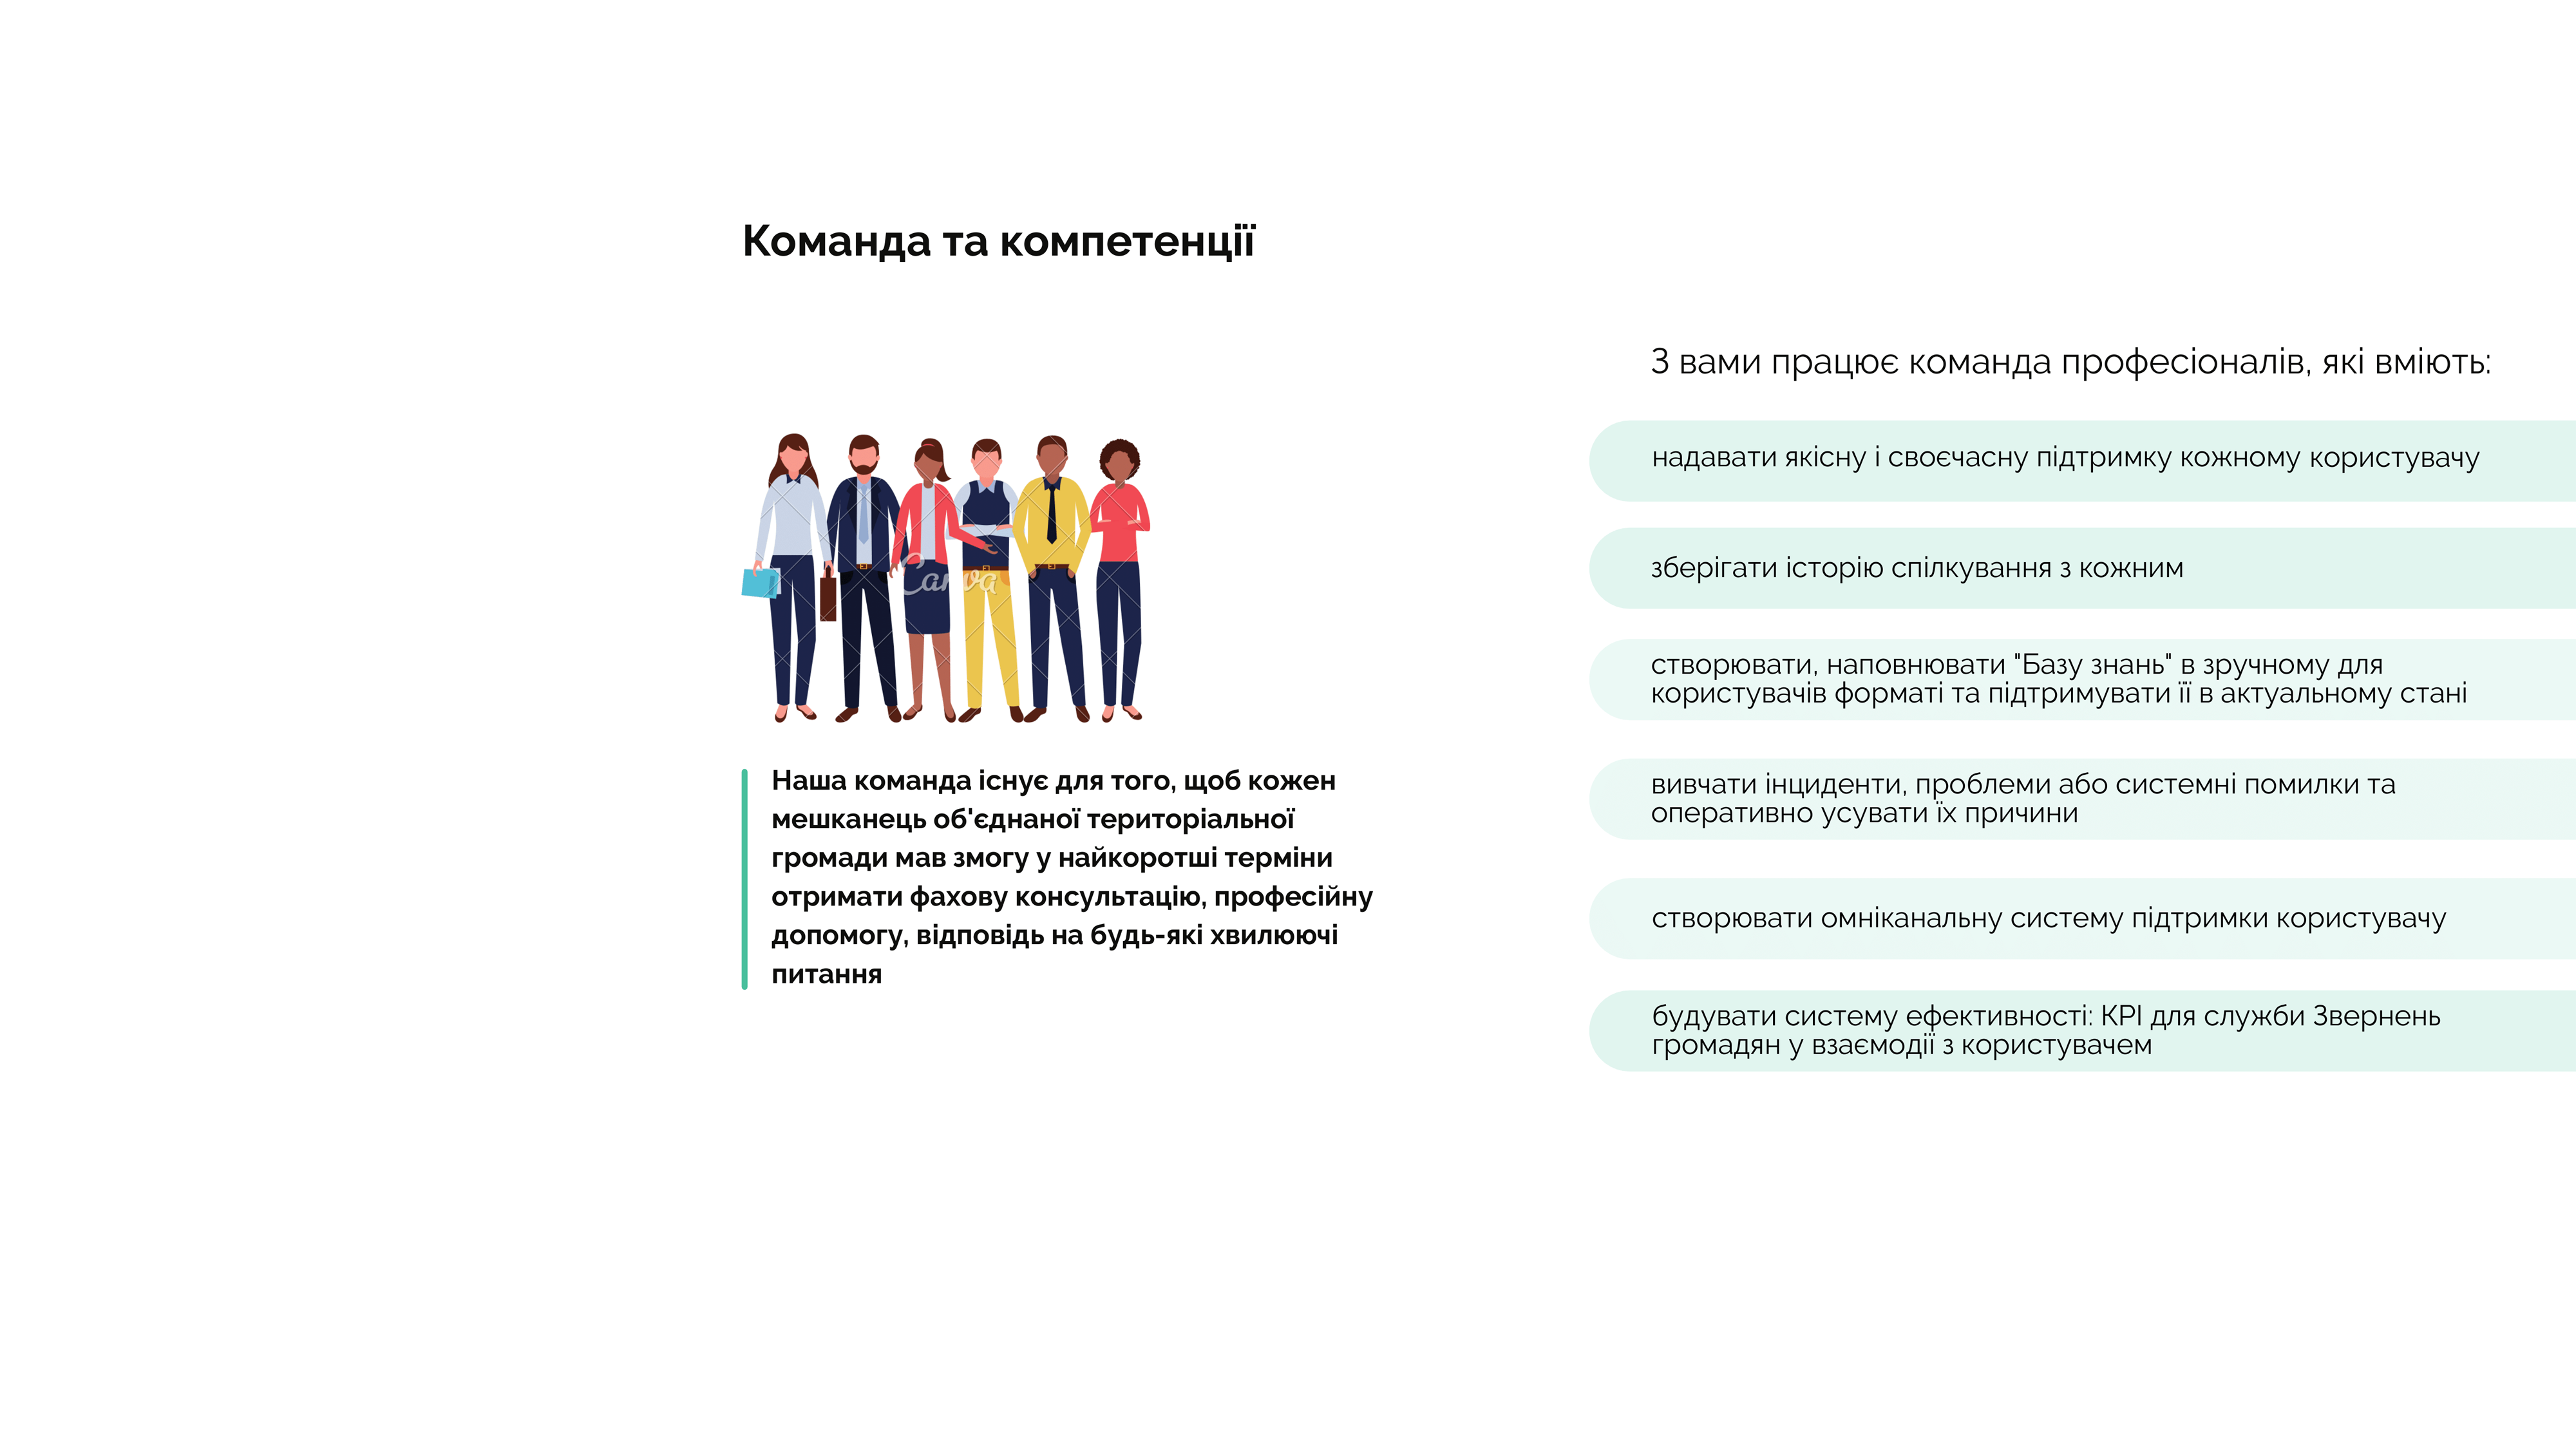 Команда та компетенції
Canva
Наша команда існує для того, щоб кожен
мешканець об'єднаної територіальної
громади мав змогу у найкоротші терміни
отримати фахову консультацію, професійну
допомогу, відповідь на будь-які хвилюючі
питання
З вами працює команда професіоналів, які вміють:
надавати якісну і своєчасну підтримку кожному користувачу
зберігати історію спілкування з кожним
створювати, наповнювати "Базу знань" в зручному для
користувачів форматі та підтримувати її в актуальному стані
вивчати інциденти, проблеми або системні помилки та
оперативно усувати їх причини
створювати омніканальну систему підтримки користувачу
будувати систему ефективності: KPI для служби Звернень
громадян у взаємодії з користувачем